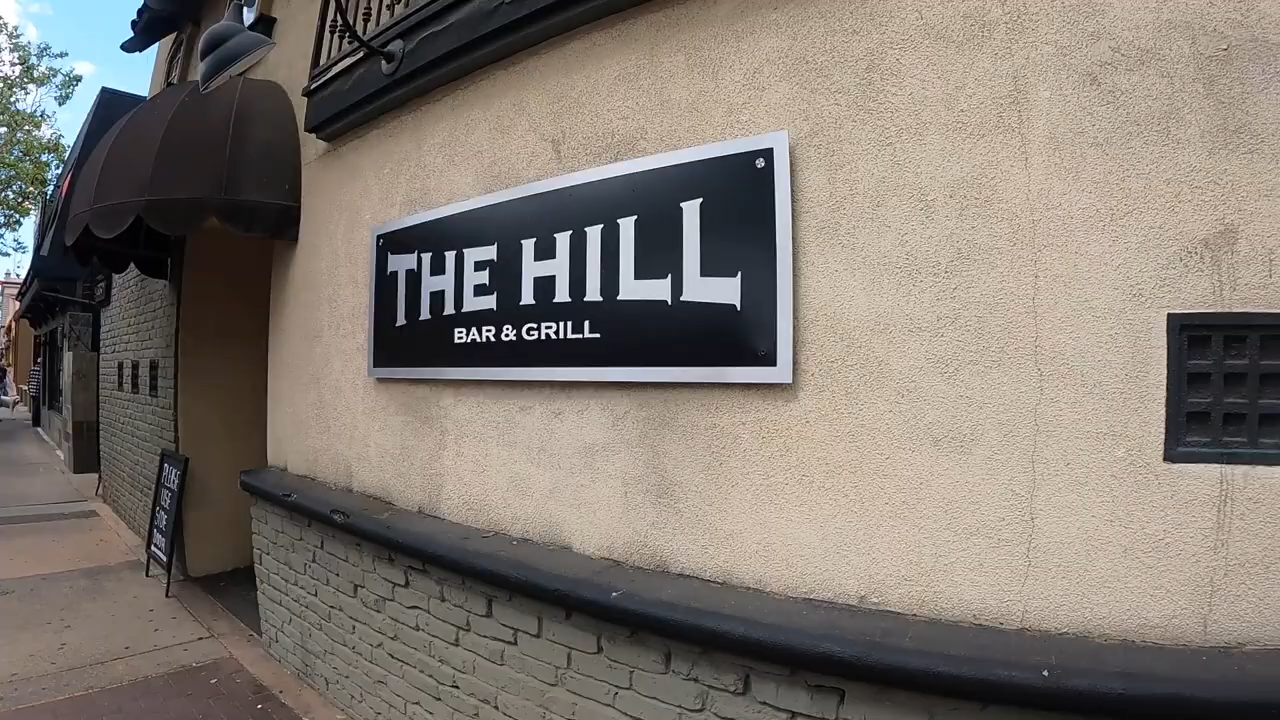 THE HILL
BAR & GRILL
PLEASE
USE
SIDE
DOOR